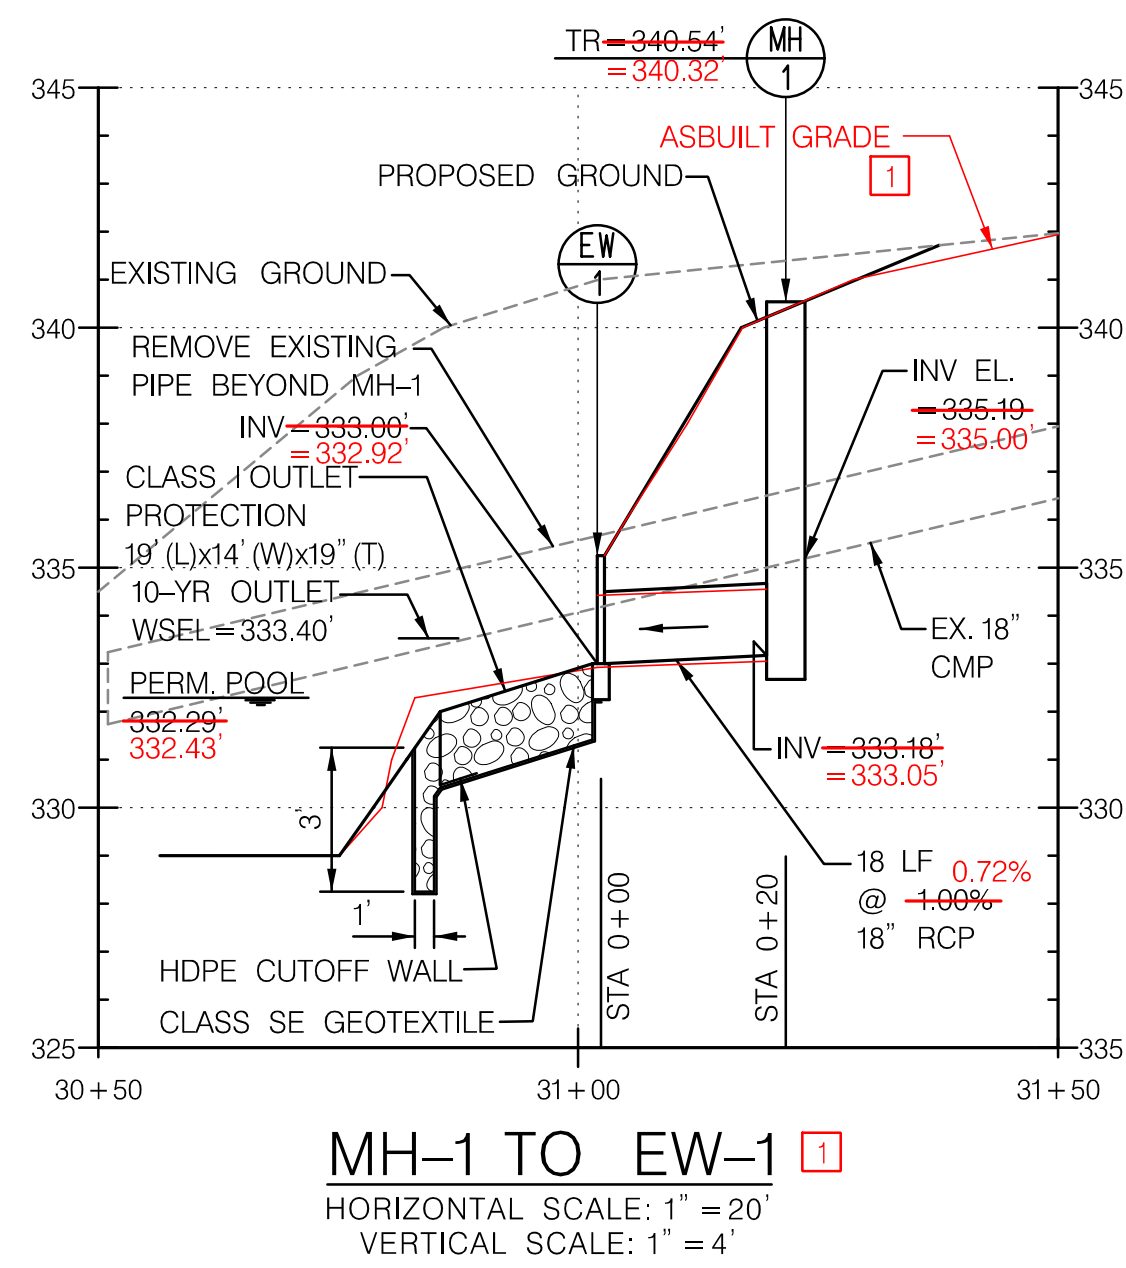 TR=340.54'
=340.32'
MH
1
345
345
ASBUILT GRADE
1
PROPOSED GROUND
EW
1
EXISTING GROUND
340
340
REMOVE EXISTING
PIPE BEYOND MH-1
INV EL.
=335.19
=335.00'
INV=333.00'
=332.92'
CLASS I OUTLET
PROTECTION
19' (L)x14' (W)x19" (T)
335
335
10-YR OUTLET
WSEL=333.40'
EX. 18"
CMP
PERM. POOL
332.29'
332.43'
INV=333.18'
=333.05'
330
330
3'
18 LF 0.72%
@ 1.00%
18" RCP
1'
STA 0+00
STA 0+20
HDPE CUTOFF WALL
CLASS SE GEOTEXTILE
325
335
30+50
31+00
31+50
MH-1 TO EW-1 1
HORIZONTAL SCALE: 1" = 20'
VERTICAL SCALE: 1" = 4'